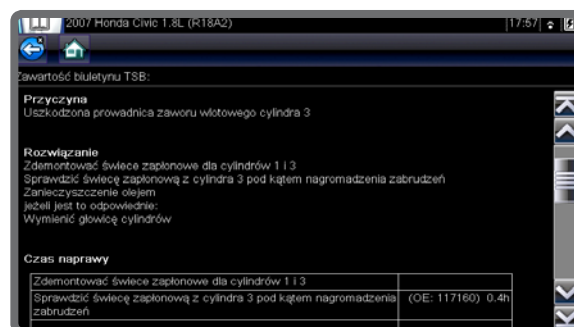 2007 Honda Civic 1.8L (R18A2)
17:57
Zawartość biuletynu TSB:
Przyczyna
Uszkodzona prowadnica zaworu wlotowego cylindra 3
Rozwiązanie
Zdemontować świece zapłonowe dla cylindrów 1 i 3
Sprawdzić świecę zapłonową z cylindra 3 pod kątem nagromadzenia zabrudzeń
Zanieczyszczenie olejem
jeżeli jest to odpowiednie:
Wymienić głowicę cylindrów
Czas naprawy
Zdemontować świece zapłonowe dla cylindrów 1 i 3
Sprawdzić świecę zapłonową z cylindra 3 pod kątem nagromadzenia (OE: 117160) 0.4h
zabrudzeń